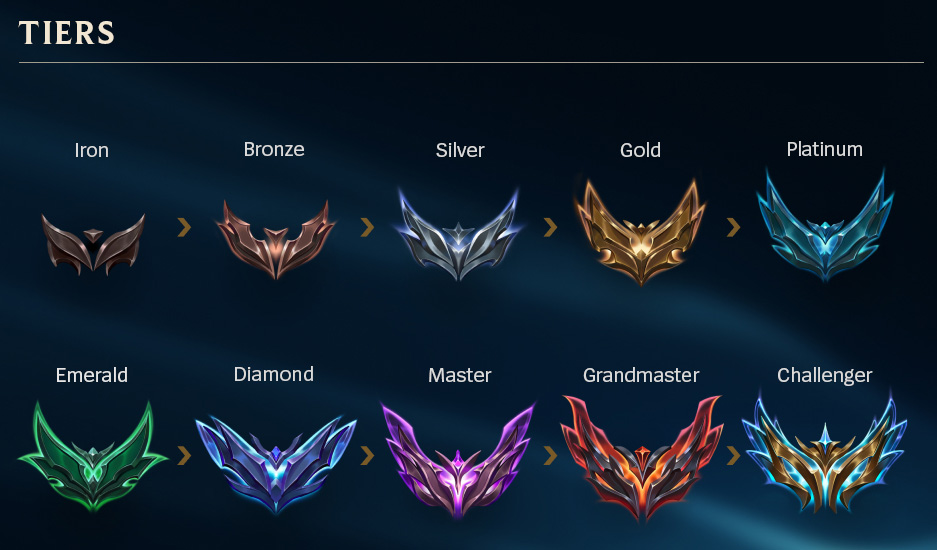 TIERS
Iron
Bronze
Silver
Gold
Platinum
Emerald
Diamond
Master
Grandmaster
Challenger